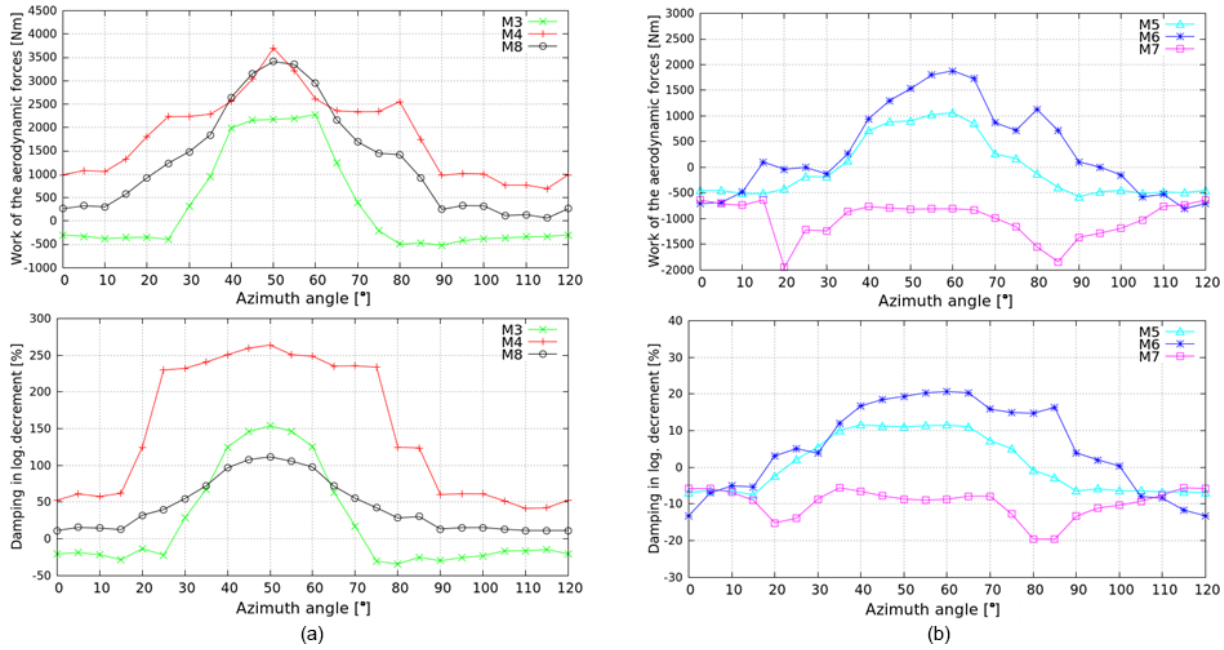 Work of the aerodynamic forces [Nm]
4500
4000
3500
3000
2500
2000
1500
1000
500
0
-500
-1000
M3
M4
M8
0 10 20 30 40 50 60 70 80 90 100 110 120
Azimuth angle [°]
Work of the aerodynamic forces [Nm]
3000
2500
2000
1500
1000
500
0
-500
-1000
-1500
-2000
M5
M6
M7
0 10 20 30 40 50 60 70 80 90 100 110 120
Azimuth angle [°]
Damping in log. decrement [%]
300
250
200
150
100
50
0
-50
M3
M4
M8
0 10 20 30 40 50 60 70 80 90 100 110 120
Azimuth angle [°]
(a)
Damping in log. decrement [%]
40
30
20
10
0
-10
-20
-30
M5
M6
M7
0 10 20 30 40 50 60 70 80 90 100 110 120
Azimuth angle [°]
(b)